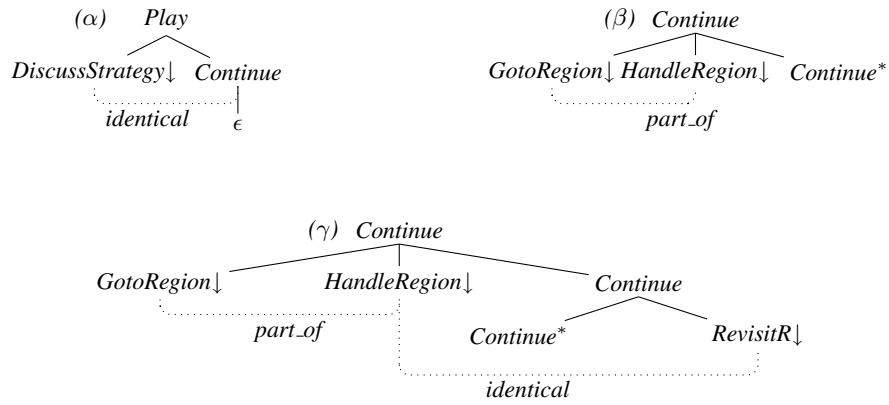 (α) Play
DiscussStrategy↓ Continue
identical
ϵ
(β) Continue
GotoRegion↓ HandleRegion↓ Continue*
part_of
(γ) Continue
GotoRegion↓ HandleRegion↓ Continue
part_of
Continue* RevisitR↓
identical